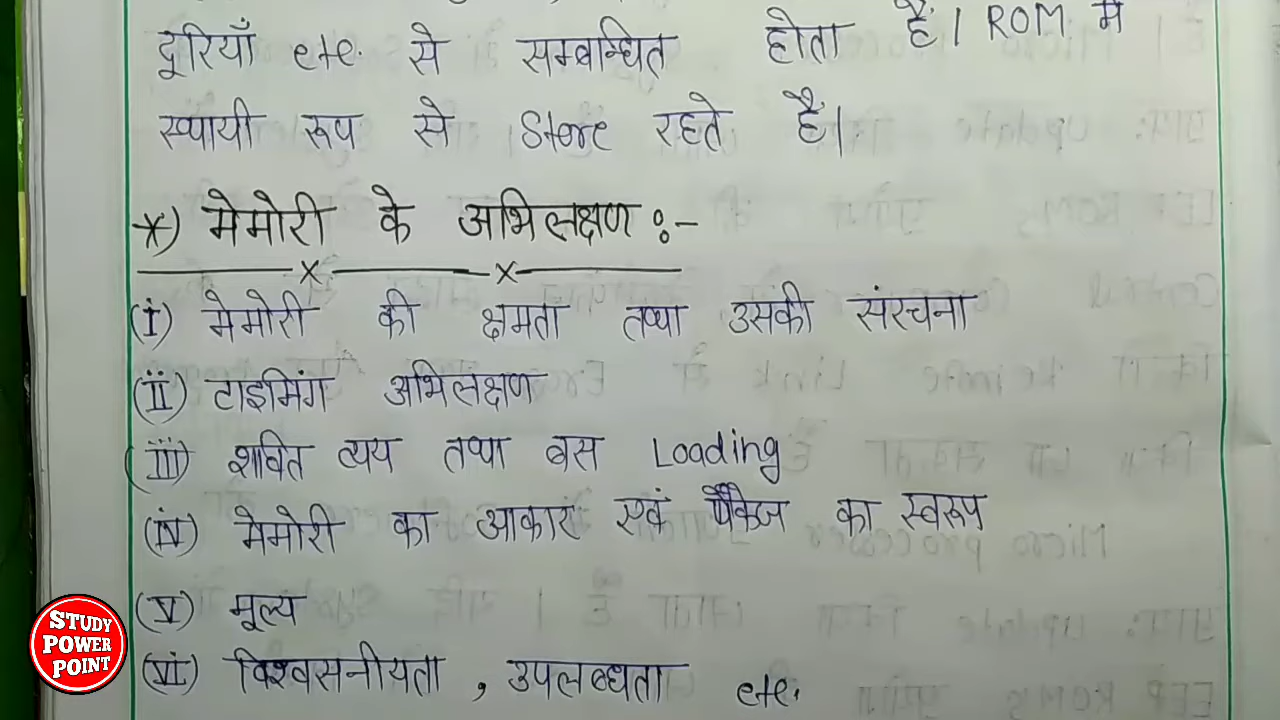 दूरियाँ etc. से सम्बन्धित होता है। ROM में
स्थायी रूप से Store रहते हैं।
*) मेमोरी के अभिलक्षण :-
(i) मेमोरी की क्षमता तथा उसकी संरचना
(ii) टाइमिंग अभिलक्षण
(iii) शक्ति व्यय तथा बस Loading
(iv) मेमोरी का आकार एवं पैकेज का स्वरूप
(v) मूल्य
(vi) विश्वसनीयता , उपलब्धता etc.
STUDY
POWER
POINT